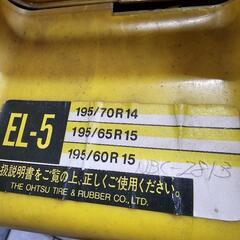 EL-5
195/70R14
195/65R15
195/60R15
扱説明書をご覧の上、正しくご使用ください。
THE OHTSU TIRE & RUBBER CO., LTD.